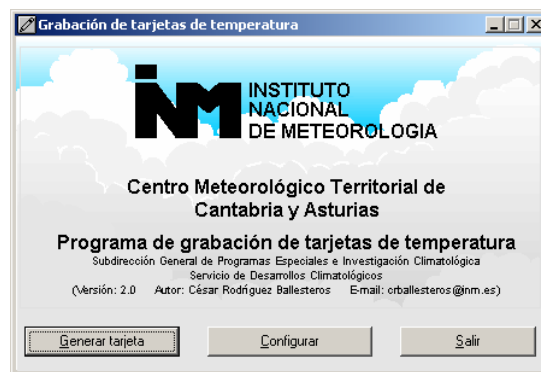 Grabación de tarjetas de temperatura
INM
INSTITUTO
NACIONAL
DE METEOROLOGIA
Centro Meteorológico Territorial de
Cantabria y Asturias
Programa de grabación de tarjetas de temperatura
Subdirección General de Programas Especiales e Investigación Climatológica
Servicio de Desarrollos Climatológicos
(Versión: 2.0 Autor: César Rodríguez Ballesteros E-mail: crballesteros@inm.es)
Generar tarjeta Configurar Salir